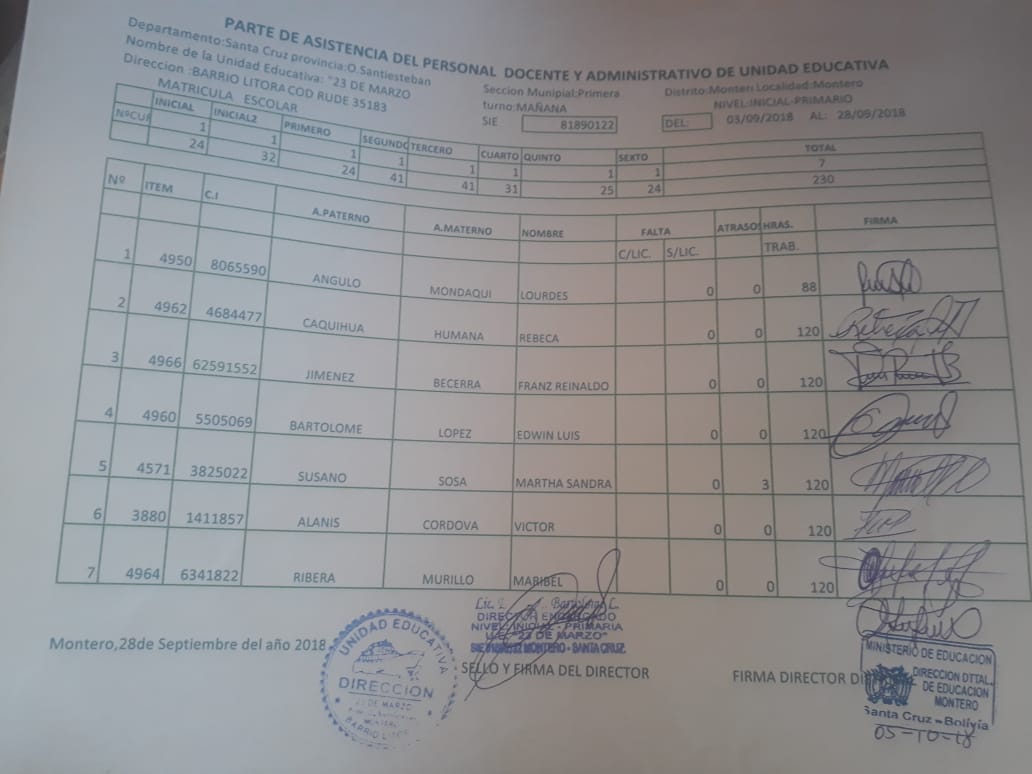 PARTE DE ASISTENCIA DEL PERSONAL DOCENTE Y ADMINISTRATIVO DE UNIDAD EDUCATIVA
Departamento:Santa Cruz provincia:O.Santiesteban Seccion Munipial:Primera Distrito:Monter Localidad:Montero
Nombre de la Unidad Educativa: "23 DE MARZO turno:MAÑANA NIVEL:INICIAL-PRIMARIO
Direccion :BARRIO LITORA COD RUDE 35183 SIE 81890122 DEL: 03/09/2018 AL: 28/09/2018
MATRICULA ESCOLAR
INICIAL INICIAL2 PRIMERO SEGUNDO TERCERO CUARTO QUINTO SEXTO TOTAL
NºCUR 1 1 1 1 1 1 1 1 7
24 32 24 41 41 31 25 24 230
Nº ITEM C.I A.PATERNO A.MATERNO NOMBRE FALTA ATRASOS HRAS. FIRMA
C/LIC. S/LIC. TRAB.
1 4950 8065590 ANGULO MONDAQUI LOURDES 0 0 88
2 4962 4684477 CAQUIHUA HUMANA REBECA 0 0 120
3 4966 62591552 JIMENEZ BECERRA FRANZ REINALDO 0 0 120
4 4960 5505069 BARTOLOME LOPEZ EDWIN LUIS 0 0 120
5 4571 3825022 SUSANO SOSA MARTHA SANDRA 0 3 120
6 3880 1411857 ALANIS CORDOVA VICTOR 0 0 120
7 4964 6341822 RIBERA MURILLO MARIBEL 0 0 120
Lic. Bartolome L.
DIRECTOR ENCARGADO
NIVEL: INICIAL - PRIMARIA
U.E. "23 DE MARZO"
MONTERO - SANTA CRUZ
Montero,28de Septiembre del año 2018
SELLO Y FIRMA DEL DIRECTOR
FIRMA DIRECTOR DI
UNIDAD EDUCATIVA
DIRECCION
23 DE MARZO
MONTERO
BARRIO LITORAL
MINISTERIO DE EDUCACION
DIRECCION DTTAL.
DE EDUCACION
MONTERO
Santa Cruz - Bolivia
05-10-18